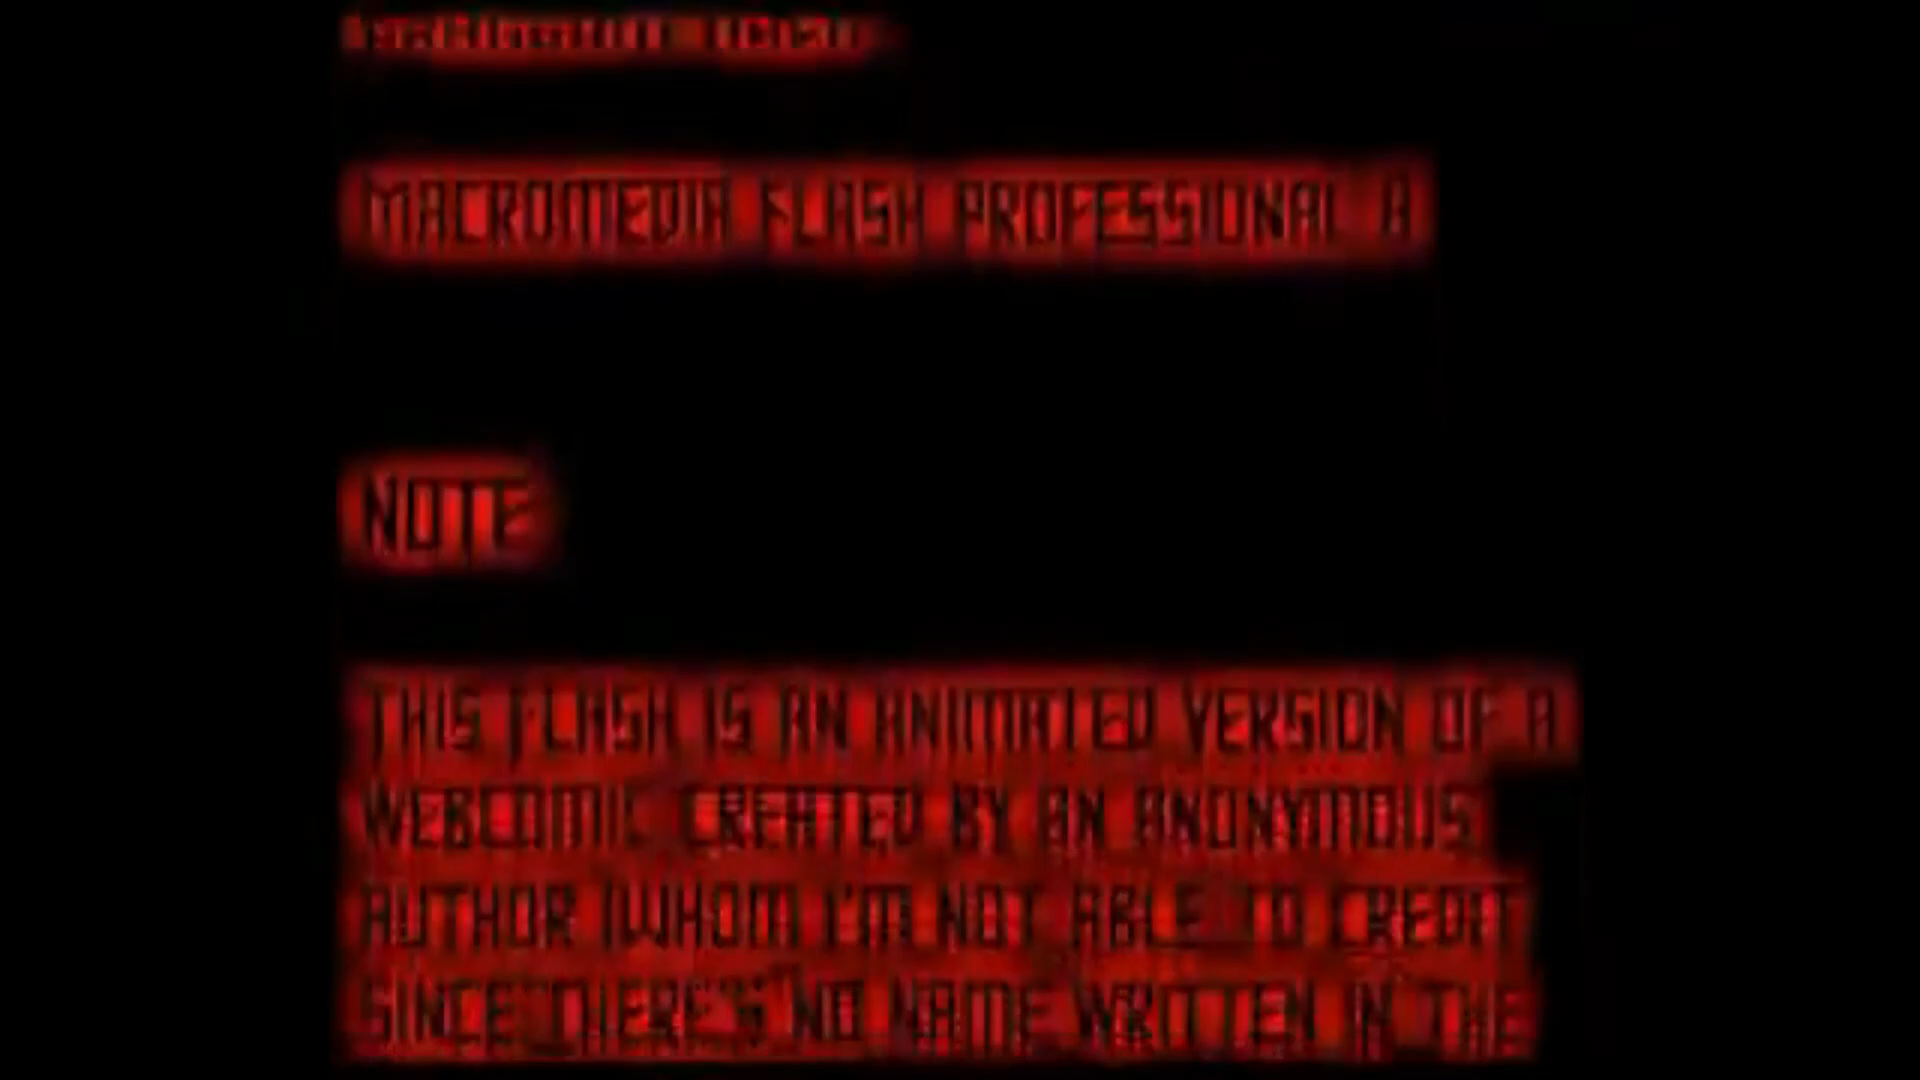 MACROMEDIA FLASH PROFESSIONAL 8
NOTE
THIS FLASH IS AN ANIMATED VERSION OF A
WEBCOMIC CREATED BY AN ANONYMOUS
AUTHOR (WHOM I'M NOT ABLE TO CREDIT
SINCE THERE'S NO NAME WRITTEN IN THE